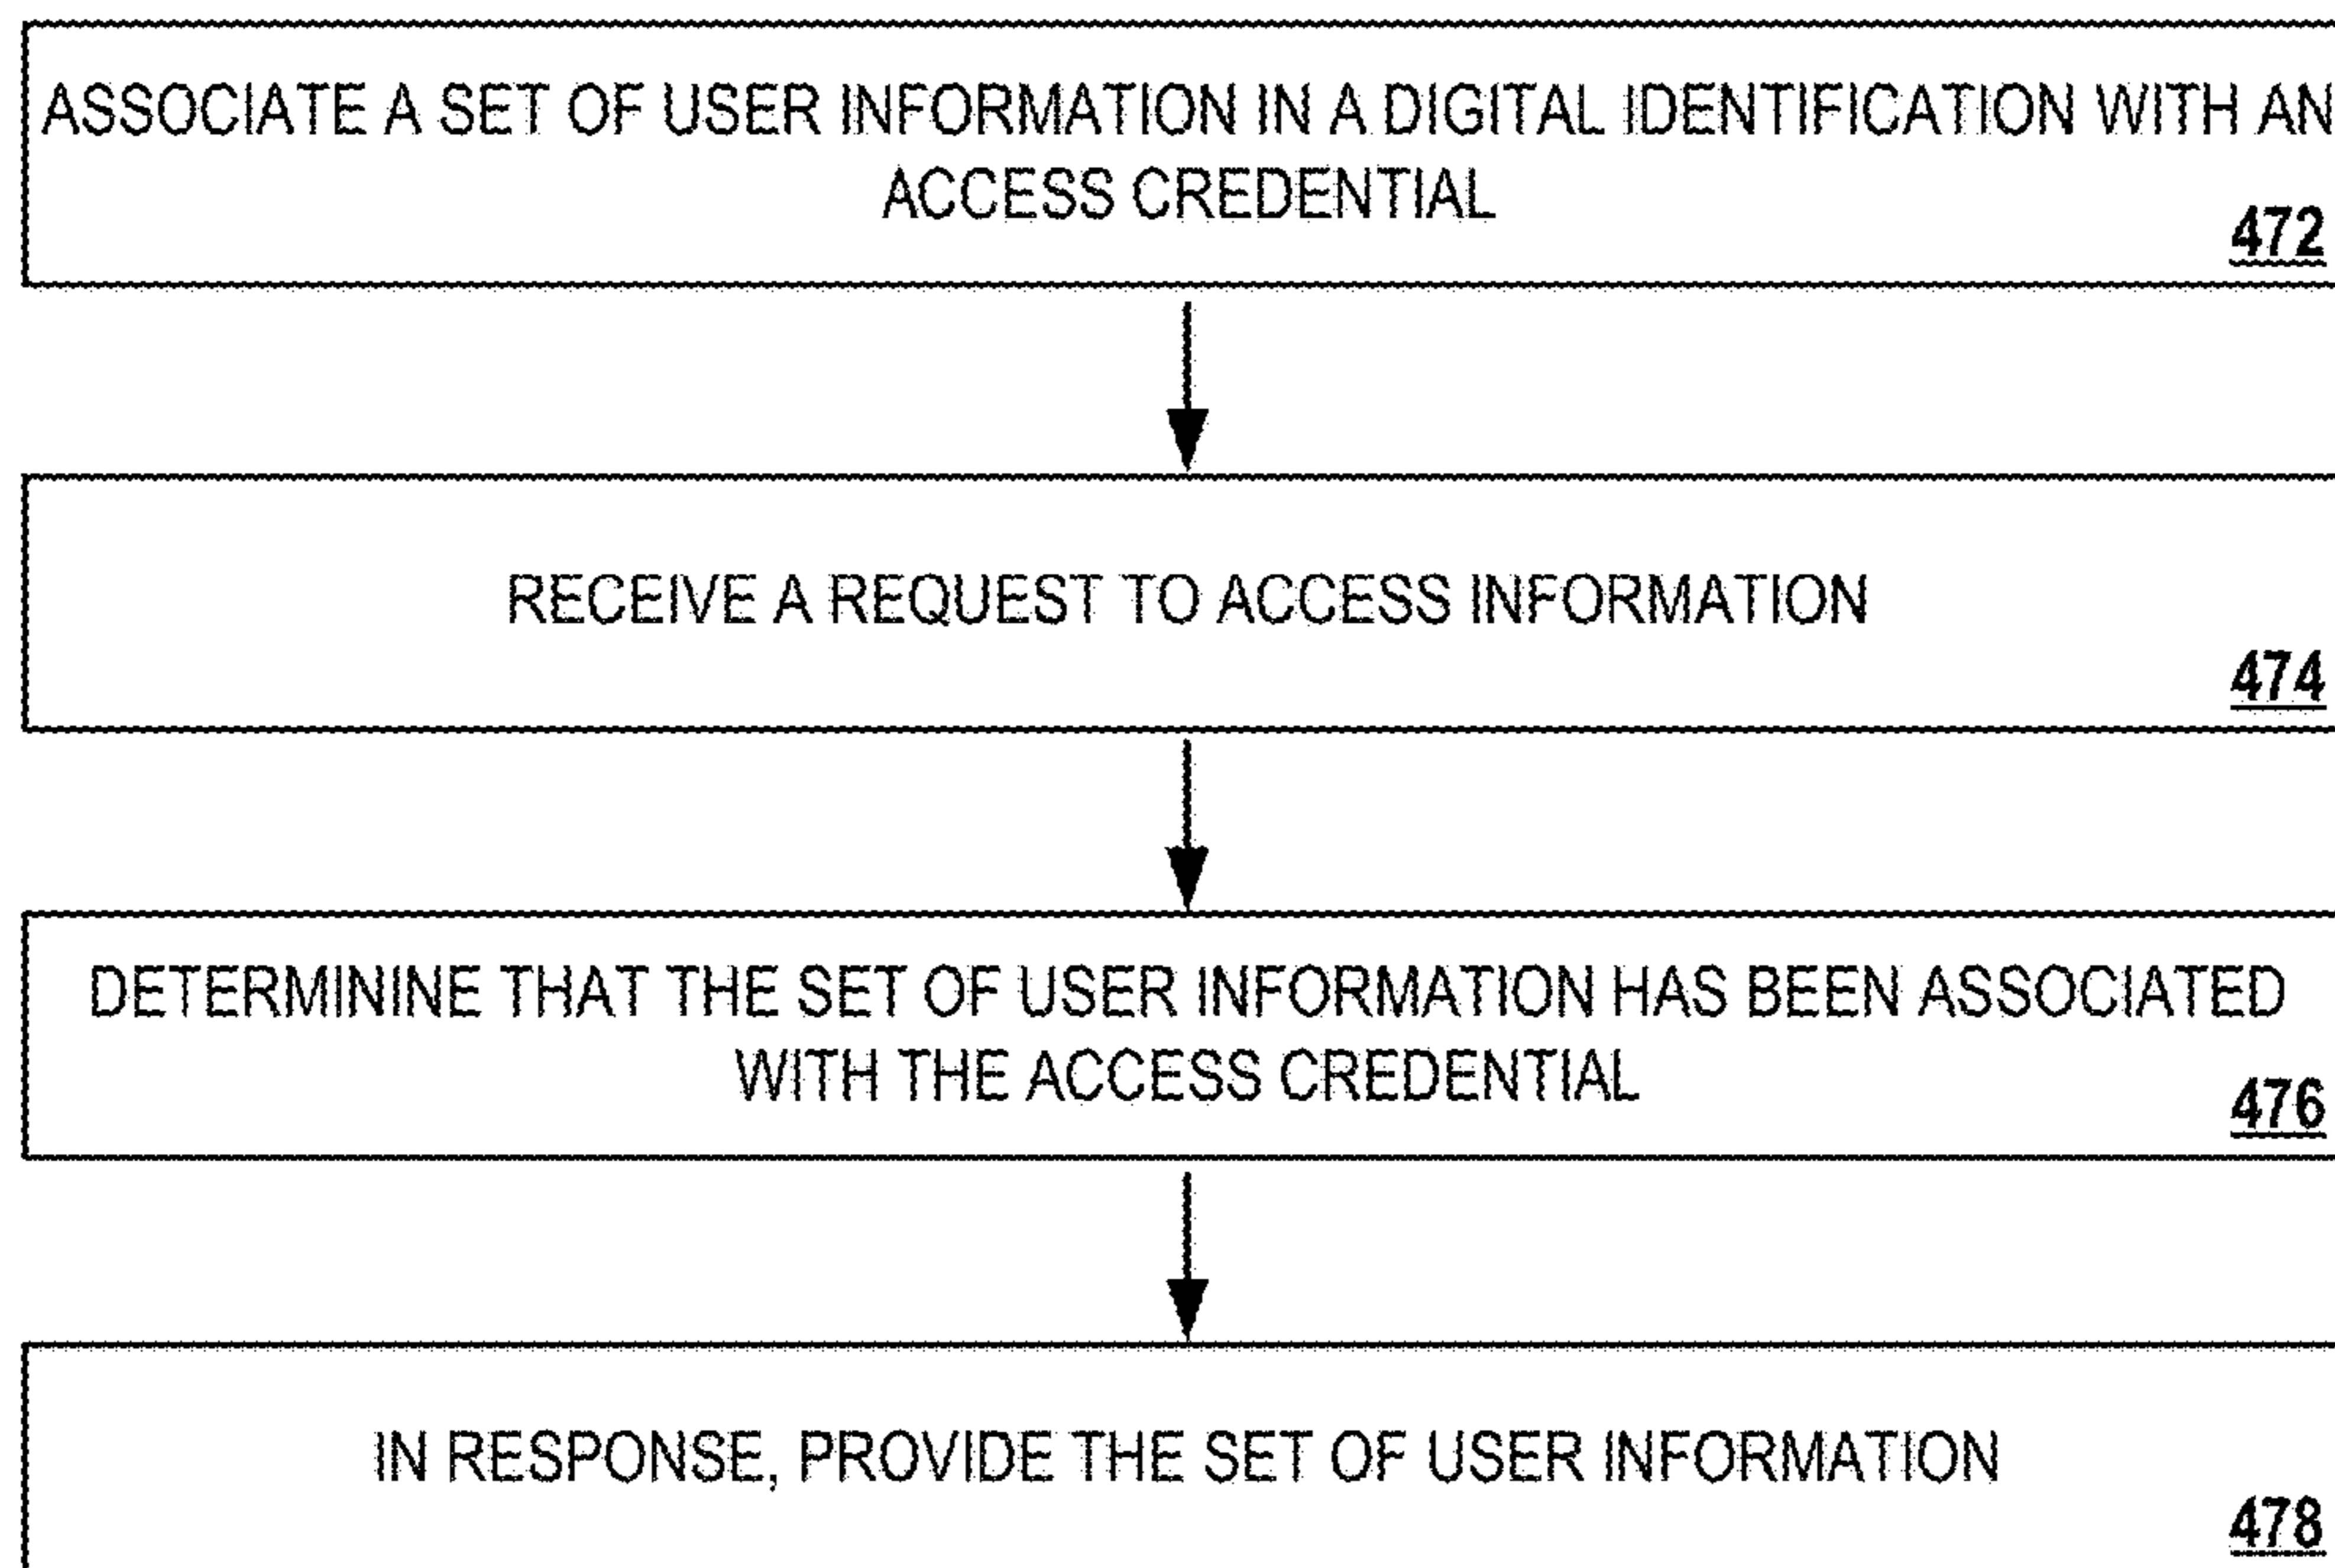 ASSOCIATE A SET OF USER INFORMATION IN A DIGITAL IDENTIFICATION WITH AN
ACCESS CREDENTIAL
472
RECEIVE A REQUEST TO ACCESS INFORMATION
474
DETERMININE THAT THE SET OF USER INFORMATION HAS BEEN ASSOCIATED
WITH THE ACCESS CREDENTIAL
476
IN RESPONSE, PROVIDE THE SET OF USER INFORMATION
478